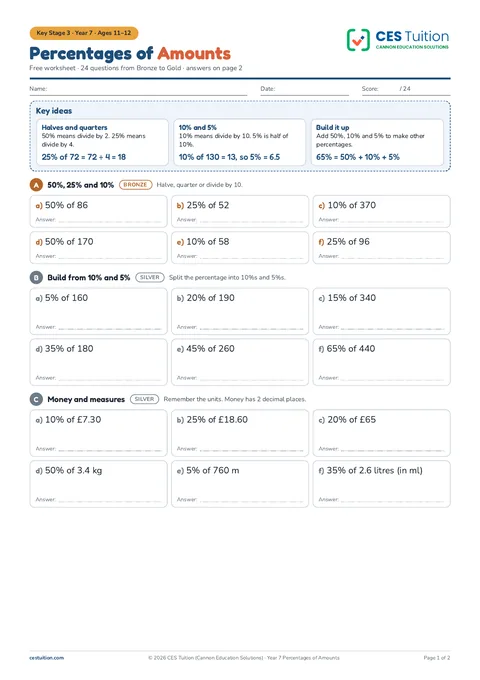 Key Stage 3 · Year 7 · Ages 11–12
CES Tuition
CANNON EDUCATION SOLUTIONS
Percentages of Amounts
Free worksheet · 24 questions from Bronze to Gold · answers on page 2
Name: Date: Score: / 24
Key ideas
Halves and quarters
50% means divide by 2. 25% means
divide by 4.
25% of 72 = 72 ÷ 4 = 18
10% and 5%
10% means divide by 10. 5% is half of
10%.
10% of 130 = 13, so 5% = 6.5
Build it up
Add 50%, 10% and 5% to make other
percentages.
65% = 50% + 10% + 5%
A 50%, 25% and 10% BRONZE Halve, quarter or divide by 10.
a) 50% of 86
Answer:
b) 25% of 52
Answer:
c) 10% of 370
Answer:
d) 50% of 170
Answer:
e) 10% of 58
Answer:
f) 25% of 96
Answer:
B Build from 10% and 5% SILVER Split the percentage into 10%s and 5%s.
a) 5% of 160
Answer:
b) 20% of 190
Answer:
c) 15% of 340
Answer:
d) 35% of 180
Answer:
e) 45% of 260
Answer:
f) 65% of 440
Answer:
C Money and measures SILVER Remember the units. Money has 2 decimal places.
a) 10% of £7.30
Answer:
b) 25% of £18.60
Answer:
c) 20% of £65
Answer:
d) 50% of 3.4 kg
Answer:
e) 5% of 760 m
Answer:
f) 35% of 2.6 litres (in ml)
Answer:
cestuition.com © 2026 CES Tuition (Cannon Education Solutions) · Year 7 Percentages of Amounts Page 1 of 2